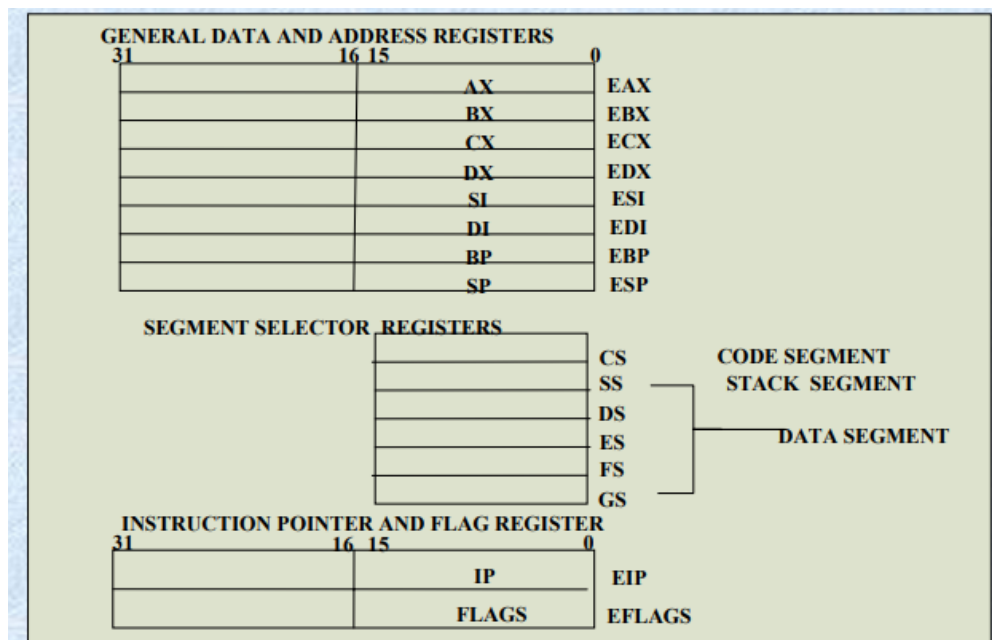 GENERAL DATA AND ADDRESS REGISTERS
31 16 15 0
AX EAX
BX EBX
CX ECX
DX EDX
SI ESI
DI EDI
BP EBP
SP ESP
SEGMENT SELECTOR REGISTERS
CS CODE SEGMENT
SS STACK SEGMENT
DS
ES DATA SEGMENT
FS
GS
INSTRUCTION POINTER AND FLAG REGISTER
31 16 15 0
IP EIP
FLAGS EFLAGS